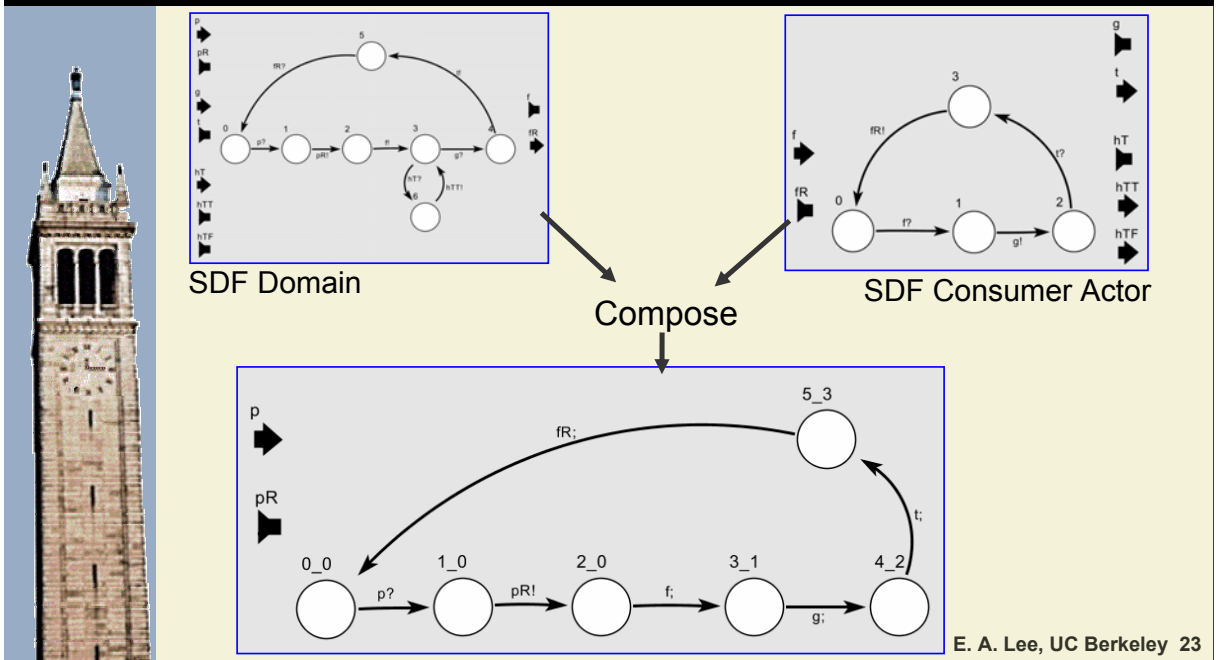 p
pR
g
t
hT
hTT
hTF
5
fR?
t!
0
p?
1
pR!
2
f!
3
g?
4
hT?
hTT!
6
f
fR
SDF Domain
f
fR
3
fR!
t?
0
f?
1
g!
2
g
t
hT
hTT
hTF
SDF Consumer Actor
Compose
p
pR
5_3
fR;
t;
0_0
p?
1_0
pR!
2_0
f;
3_1
g;
4_2
E. A. Lee, UC Berkeley 23